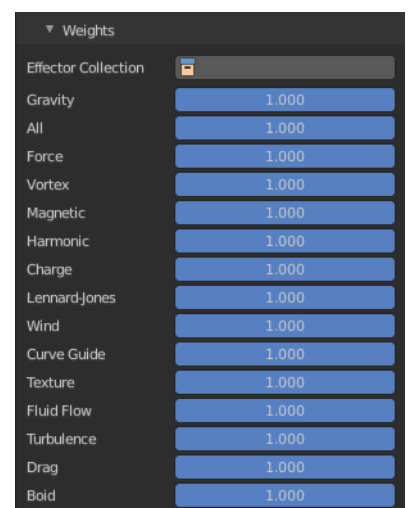 Weights
Effector Collection
Gravity 1.000
All 1.000
Force 1.000
Vortex 1.000
Magnetic 1.000
Harmonic 1.000
Charge 1.000
Lennard-Jones 1.000
Wind 1.000
Curve Guide 1.000
Texture 1.000
Fluid Flow 1.000
Turbulence 1.000
Drag 1.000
Boid 1.000